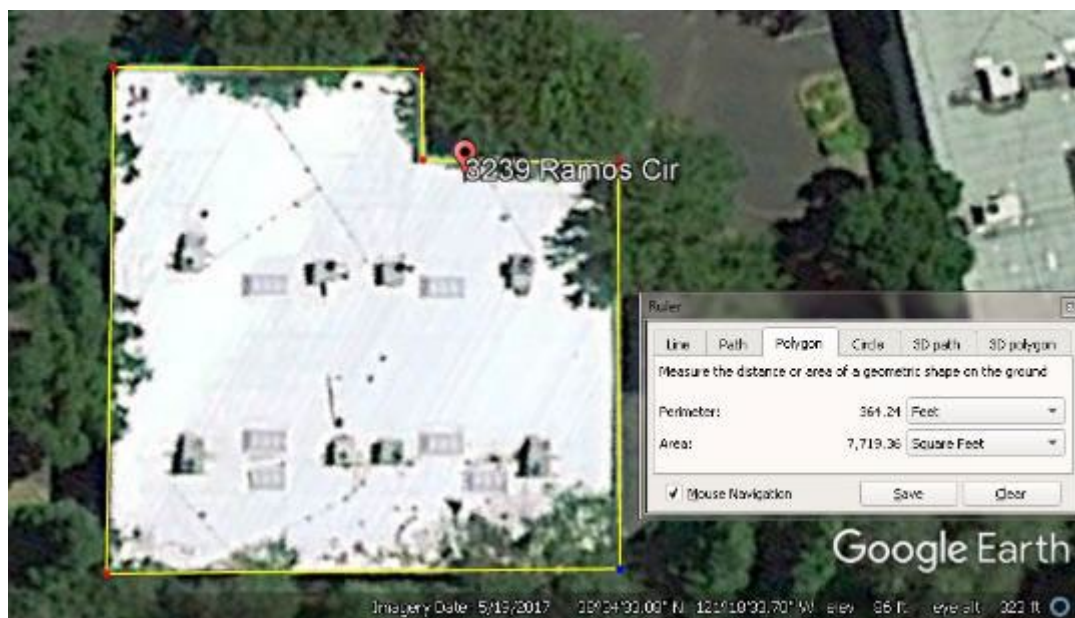 3239 Ramos Cir
Ruler
Line Path Polygon Circle 3D path 3D polygon
Measure the distance or area of a geometric shape on the ground
Perimeter: 364.24 Feet
Area: 7,719.36 Square Feet
Mouse Navigation Save Clear
Google Earth
Imagery Date: 5/19/2017 elev 86 ft eye alt 323 ft